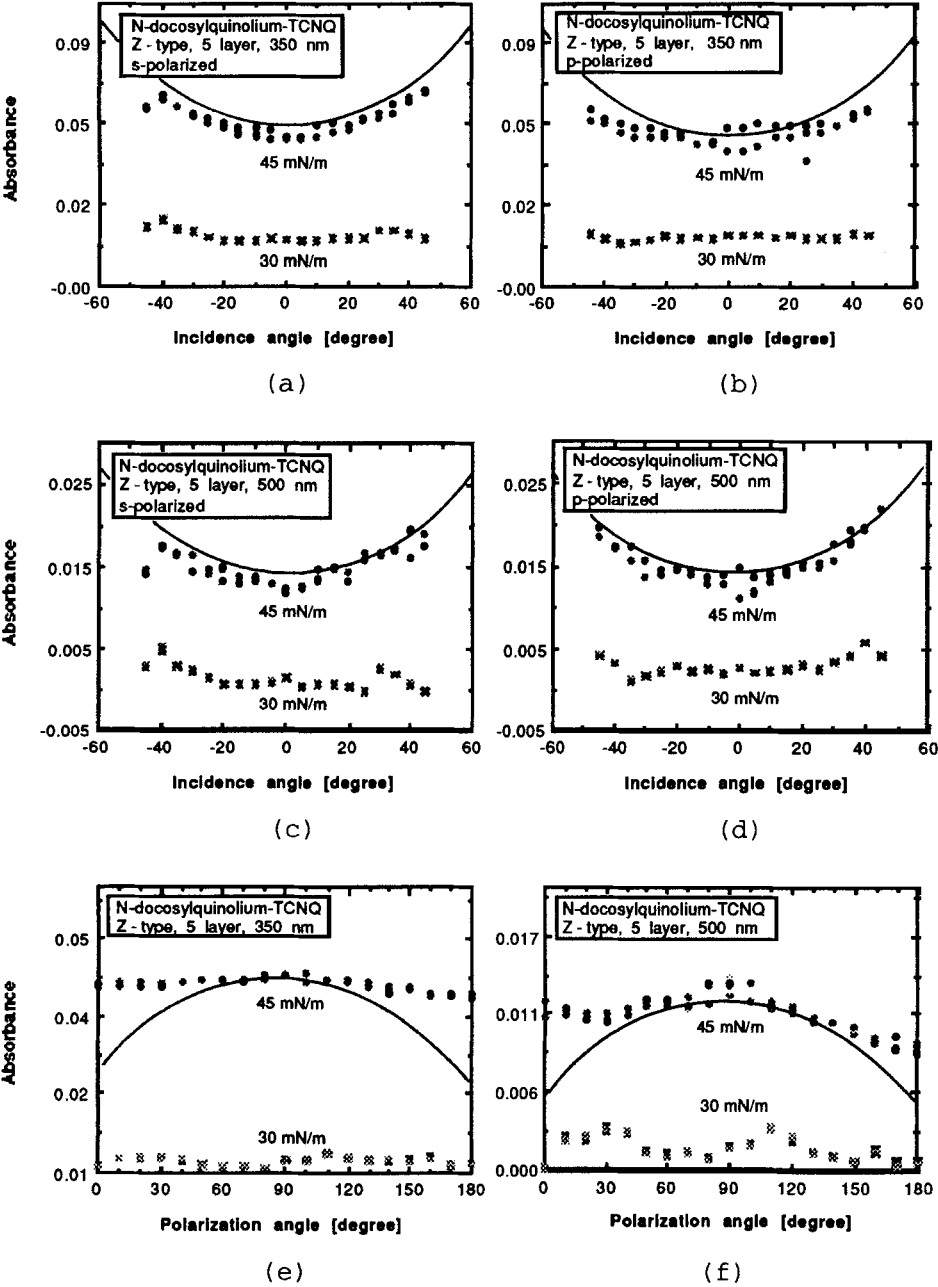 N-docosylquinolium-TCNQ
Z-type, 5 layer, 350 nm
s-polarized
0.09
0.05
0.02
-0.00
Absorbance
45 mN/m
30 mN/m
-60 -40 -20 0 20 40 60
Incidence angle [degree]
(a)
N-docosylquinolium-TCNQ
Z-type, 5 layer, 350 nm
p-polarized
0.09
0.05
0.02
-0.00
45 mN/m
30 mN/m
-60 -40 -20 0 20 40 60
Incidence angle [degree]
(b)
N-docosylquinolium-TCNQ
Z-type, 5 layer, 500 nm
s-polarized
0.025
0.015
0.005
-0.005
Absorbance
45 mN/m
30 mN/m
-60 -40 -20 0 20 40 60
Incidence angle [degree]
(c)
N-docosylquinolium-TCNQ
Z-type, 5 layer, 500 nm
p-polarized
0.025
0.015
0.005
-0.005
45 mN/m
30 mN/m
-60 -40 -20 0 20 40 60
Incidence angle [degree]
(d)
N-docosylquinolium-TCNQ
Z-type, 5 layer, 350 nm
0.05
0.04
0.02
0.01
Absorbance
45 mN/m
30 mN/m
0 30 60 90 120 150 180
Polarization angle [degree]
(e)
N-docosylquinolium-TCNQ
Z-type, 5 layer, 500 nm
0.017
0.011
0.006
0.000
45 mN/m
30 mN/m
0 30 60 90 120 150 180
Polarization angle [degree]
(f)